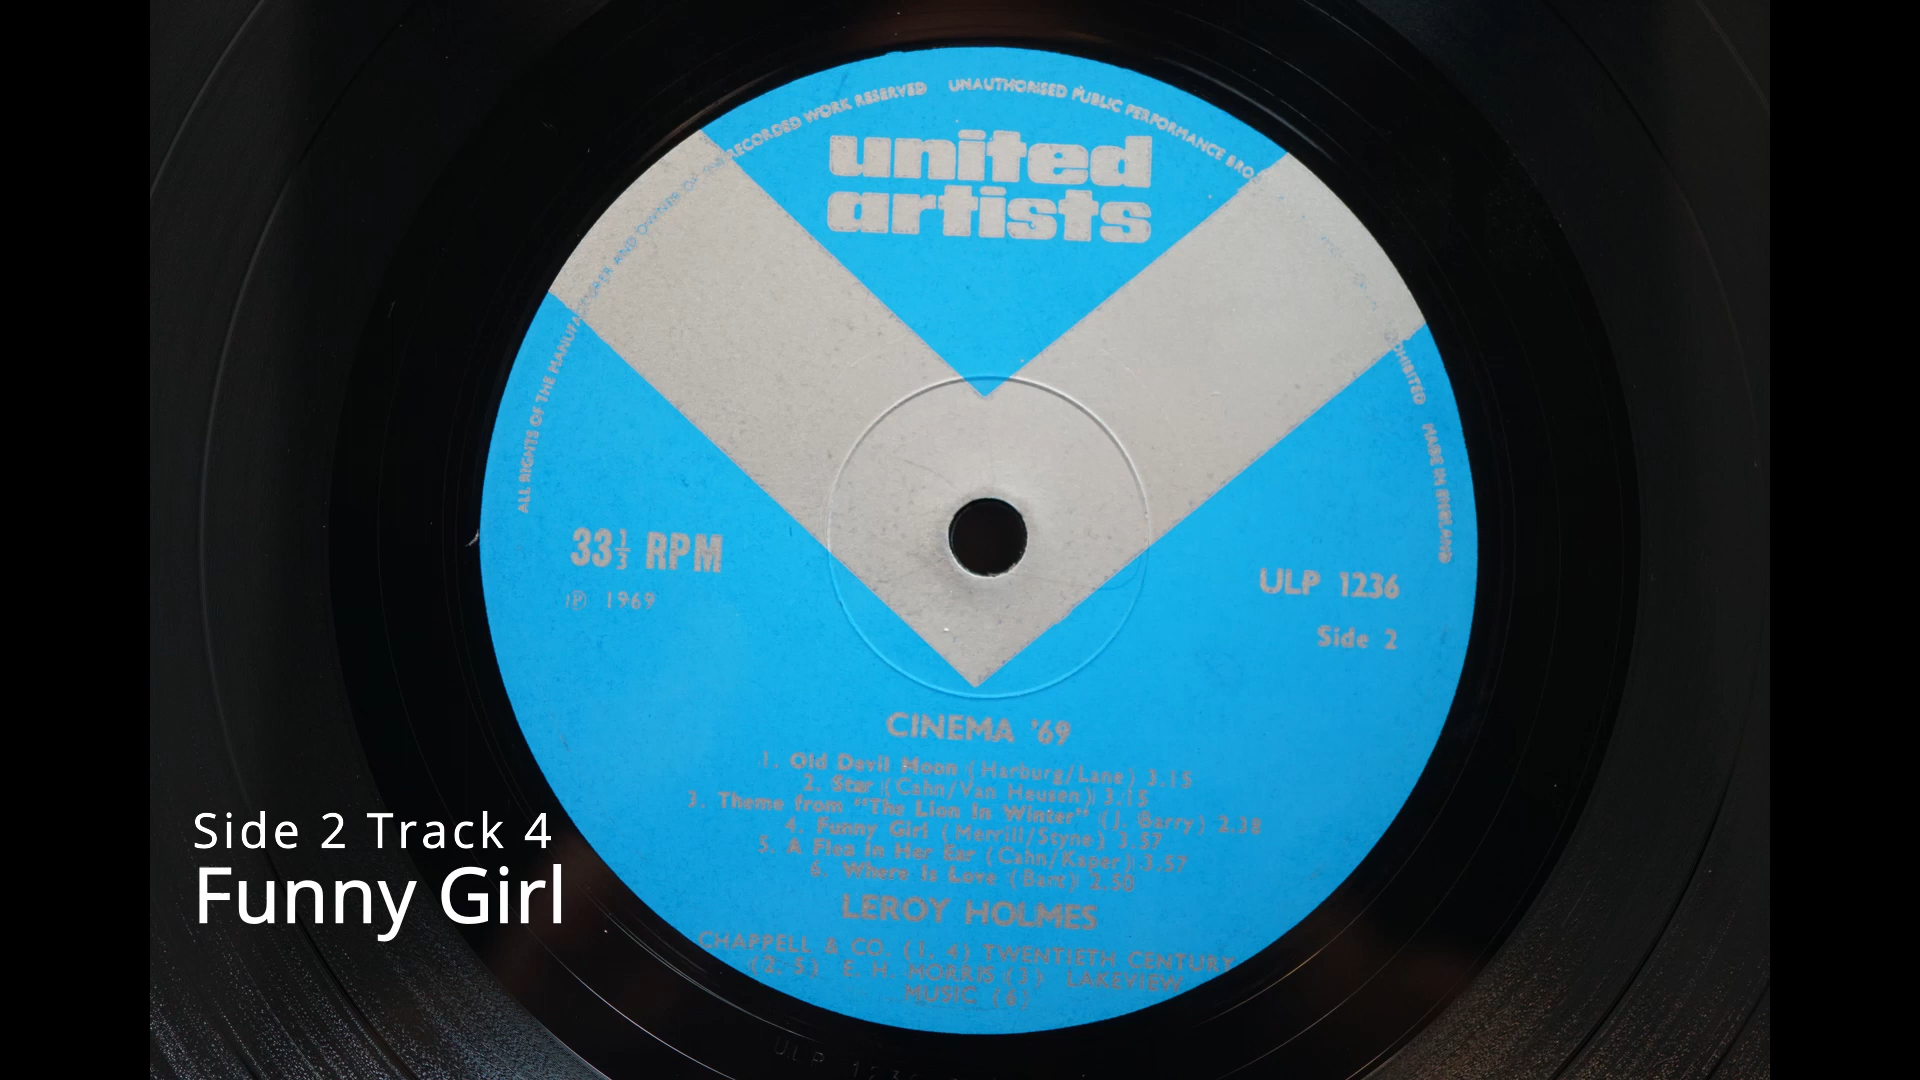 ALL RIGHTS OF THE MANUFACTURER AND OWNER OF THE RECORDED WORK RESERVED UNAUTHORISED PUBLIC PERFORMANCE BRO
HIBITED MADE IN ENGLAND
united
artists
33⅓ RPM
Ⓟ 1969
ULP 1236
Side 2
CINEMA '69
1. Old Devil Moon (Harburg/Lane) 3.15
2. Star (Cahn/Van Heusen) 3.15
3. Theme from "The Lion In Winter" (J. Barry) 2.38
4. Funny Girl (Merrill/Styne) 3.57
5. A Flea In Her Ear (Cahn/Kaper) 3.57
6. Where Is Love (Bart) 2.50
LEROY HOLMES
CHAPPELL & CO. (1, 4) TWENTIETH CENTURY
(2, 5) E. H. MORRIS (3) LAKEVIEW
MUSIC (6)
ULP
Side 2 Track 4
Funny Girl